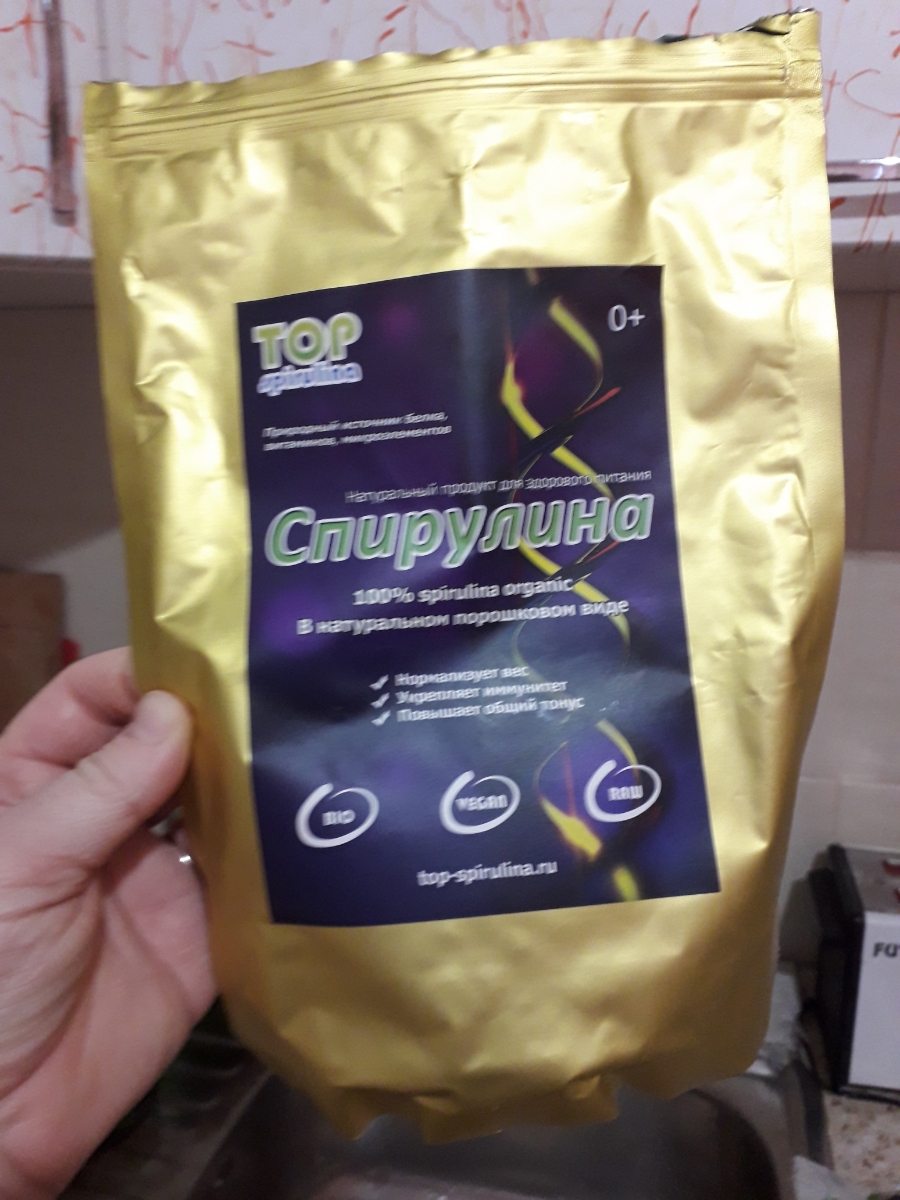 TOP
spirulina
0+
Природный источник белка,
витаминов, микроэлементов
Натуральный продукт для здорового питания
Спирулина
100% spirulina organic
В натуральном порошковом виде
Нормализует вес
Укрепляет иммунитет
Повышает общий тонус
BIO
VEGAN
RAW
top-spirulina.ru